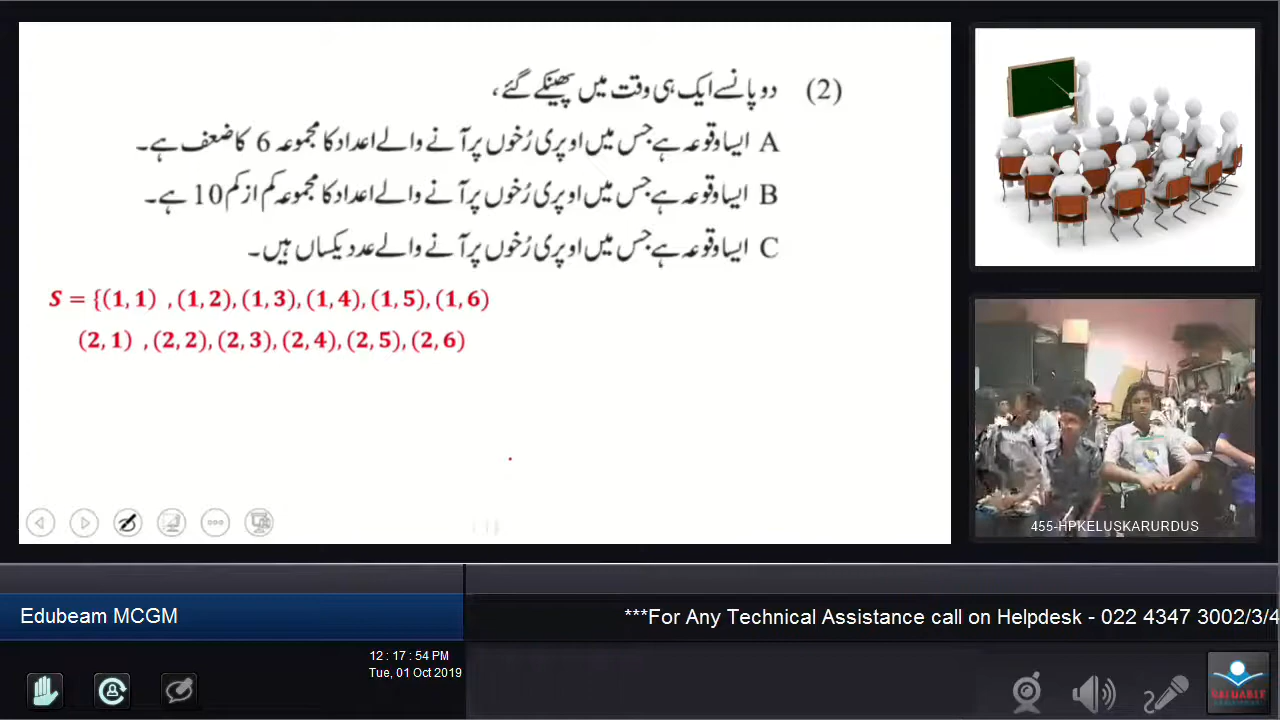 (2) دو پانسے ایک ہی وقت میں پھینکے گئے،
A ایسا وقوعہ ہے جس میں اوپری رُخوں پر آنے والے اعداد کا مجموعہ 6 کا ضعف ہے۔
B ایسا وقوعہ ہے جس میں اوپری رُخوں پر آنے والے اعداد کا مجموعہ کم از کم 10 ہے۔
C ایسا وقوعہ ہے جس میں اوپری رُخوں پر آنے والے عدد یکساں ہیں۔
S = {(1, 1) , (1, 2), (1, 3), (1, 4), (1, 5), (1, 6)
(2, 1) , (2, 2), (2, 3), (2, 4), (2, 5), (2, 6)
455-HPKELUSKARURDUS
Edubeam MCGM
***For Any Technical Assistance call on Helpdesk - 022 4347 3002/3/4
12 : 17 : 54 PM
Tue, 01 Oct 2019
VALUABLE